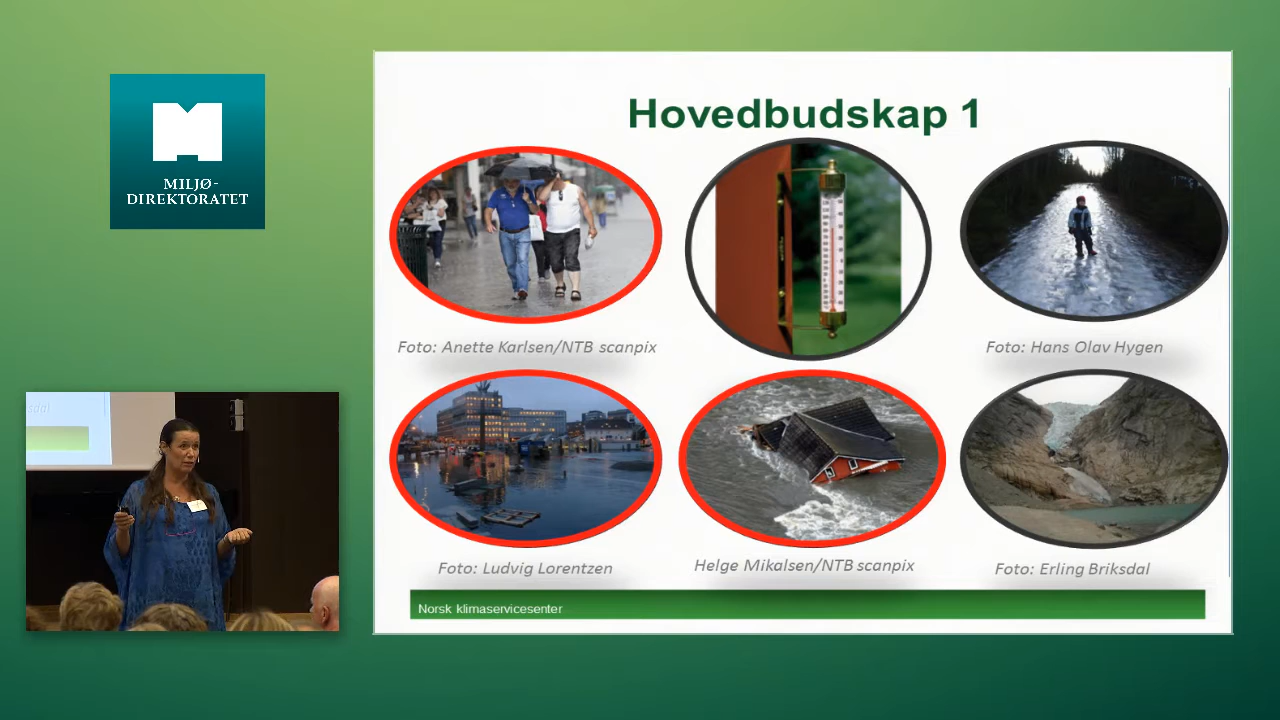 MILJØ-
DIREKTORATET
Hovedbudskap 1
Foto: Anette Karlsen/NTB scanpix
Foto: Hans Olav Hygen
Foto: Ludvig Lorentzen
Helge Mikalsen/NTB scanpix
Foto: Erling Briksdal
Norsk klimaservicesenter